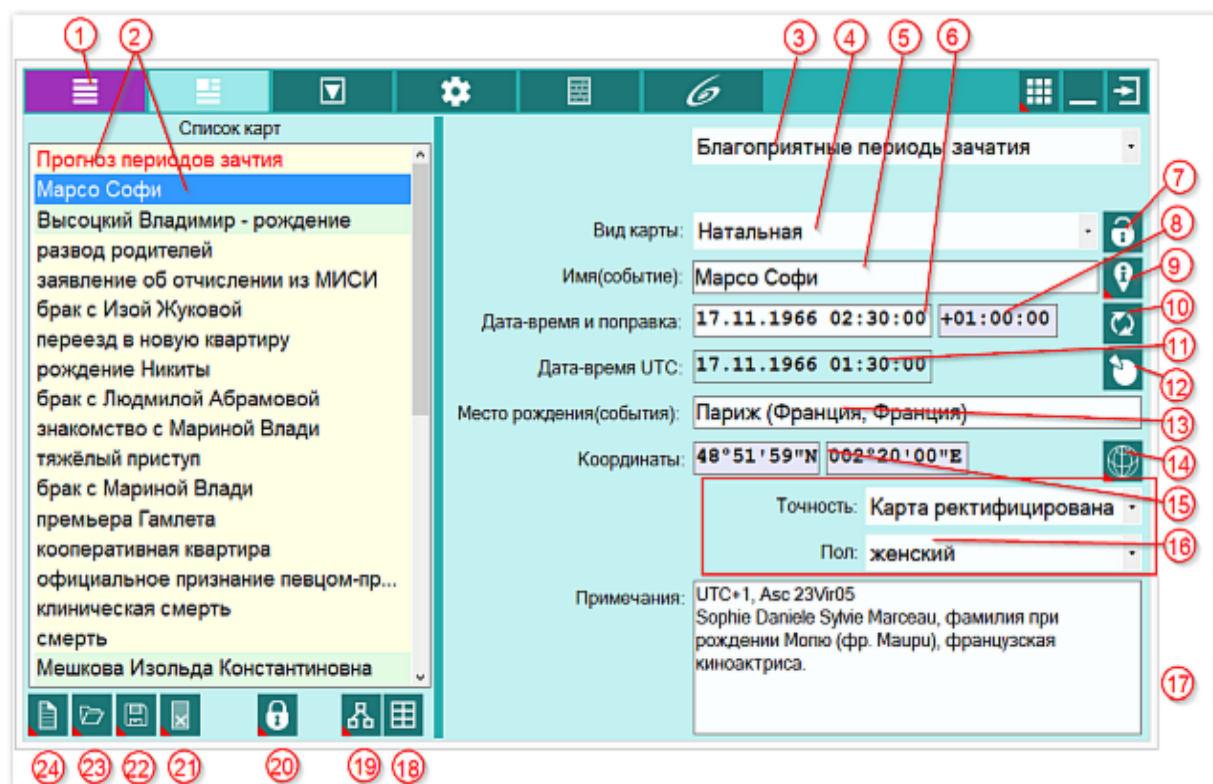 1 2 3 4 5 6
Список карт
Прогноз периодов зачтия
Марсо Софи
Высоцкий Владимир - рождение
развод родителей
заявление об отчислении из МИСИ
брак с Изой Жуковой
переезд в новую квартиру
рождение Никиты
брак с Людмилой Абрамовой
знакомство с Мариной Влади
тяжёлый приступ
брак с Мариной Влади
премьера Гамлета
кооперативная квартира
официальное признание певцом-пр...
клиническая смерть
смерть
Мешкова Изольда Константиновна
Благоприятные периоды зачатия
7
Вид карты: Натальная
8
Имя(событие): Марсо Софи
9
Дата-время и поправка: 17.11.1966 02:30:00 +01:00:00
10
11
Дата-время UTC: 17.11.1966 01:30:00
12
Место рождения(события): Париж (Франция, Франция)
13
Координаты: 48°51'59"N 002°20'00"E
14
Точность: Карта ректифицирована
15
Пол: женский
16
Примечания: UTC+1, Asc 23Vir05
Sophie Daniele Sylvie Marceau, фамилия при
рождении Мопю (фр. Maupu), французская
киноактриса.
17
24 23 22 21 20 19 18